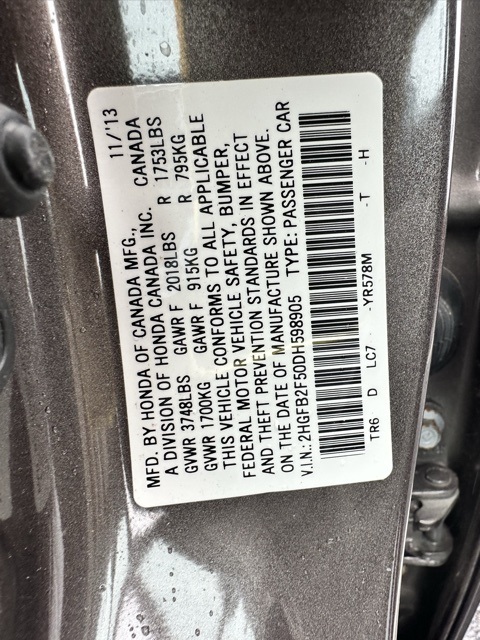 MFD. BY: HONDA OF CANADA MFG., 11/'13
A DIVISION OF HONDA CANADA INC. CANADA
GVWR 3748LBS GAWR F 2018LBS R 1753LBS
GVWR 1700KG GAWR F 915KG R 795KG
THIS VEHICLE CONFORMS TO ALL APPLICABLE
FEDERAL MOTOR VEHICLE SAFETY, BUMPER,
AND THEFT PREVENTION STANDARDS IN EFFECT
ON THE DATE OF MANUFACTURE SHOWN ABOVE.
V.I.N.: 2HGFB2F50DH598905 TYPE: PASSENGER CAR
TR6 D LC7 -YR578M -T -H